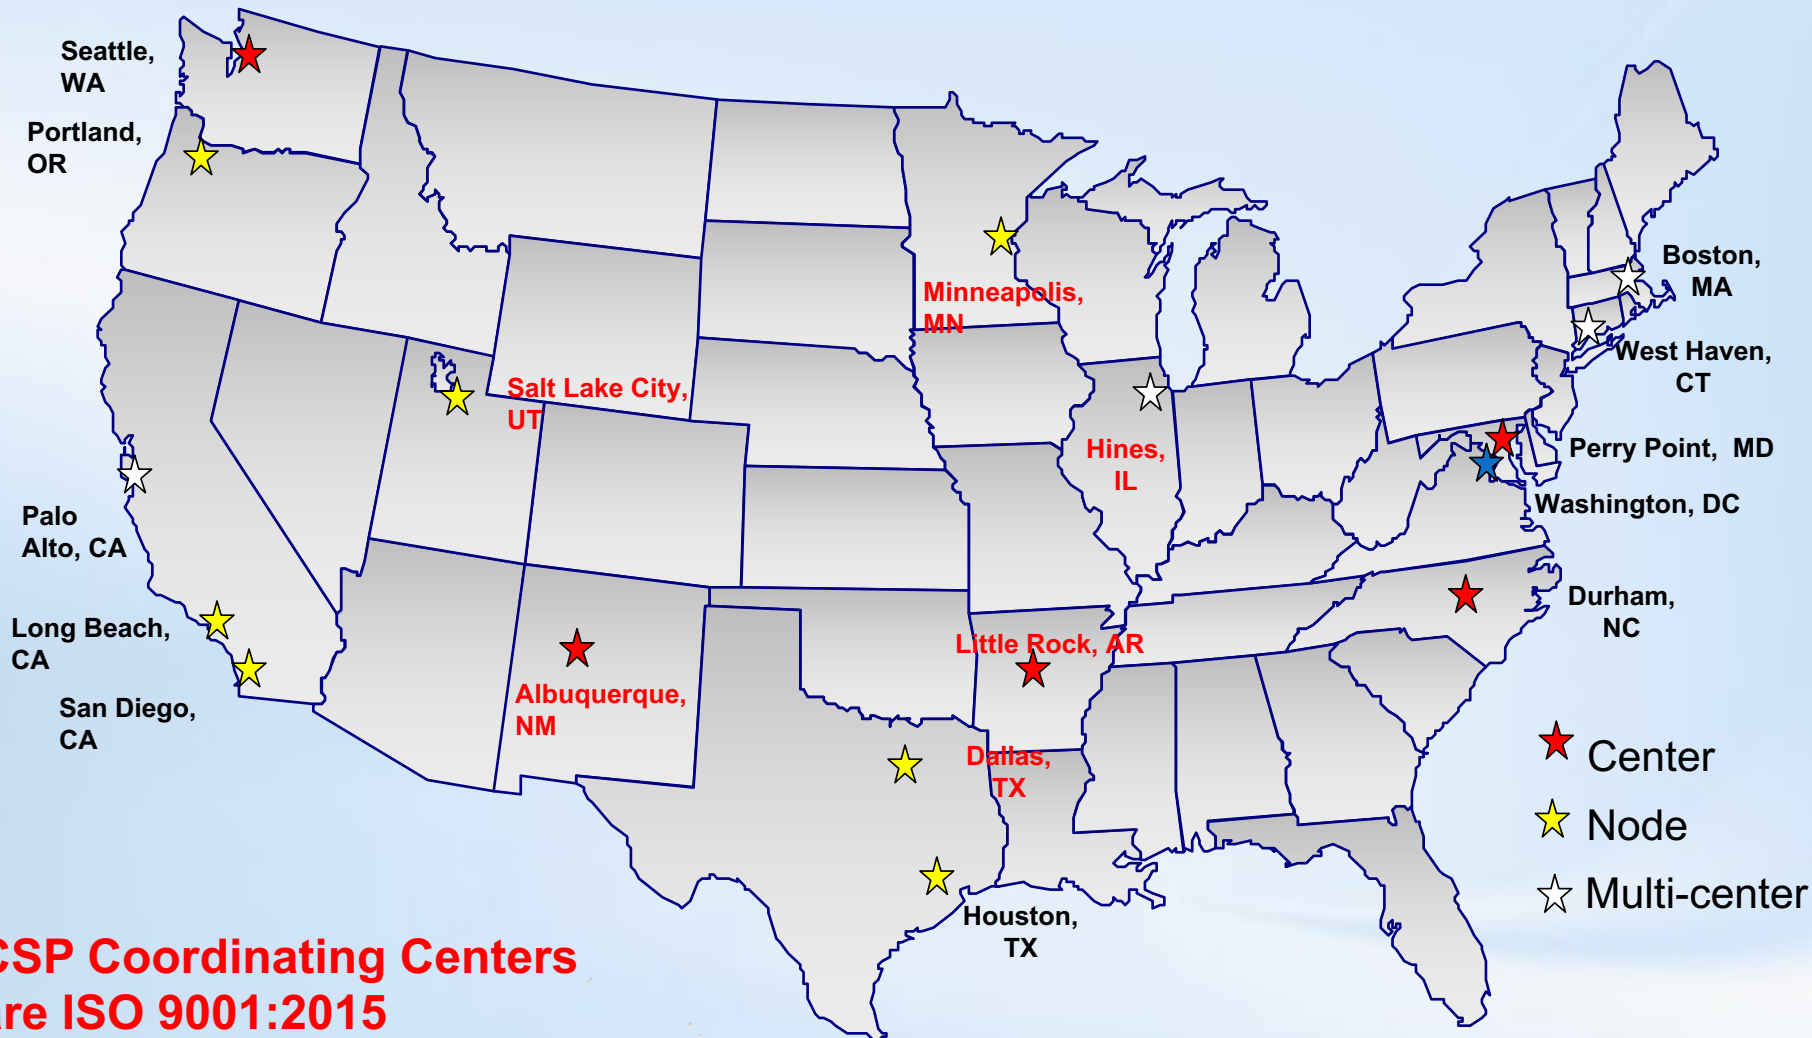 Seattle,
WA
Portland,
OR
Minneapolis,
MN
Boston,
MA
West Haven,
CT
Salt Lake City,
UT
Hines,
IL
Perry Point,  MD
Washington, DC
Palo
Alto, CA
Long Beach,
CA
San Diego,
CA
Albuquerque,
NM
Little Rock, AR
Durham,
NC
Dallas,
TX
Houston,
TX
Center
Node
Multi-center
CSP Coordinating Centers
are ISO 9001:2015